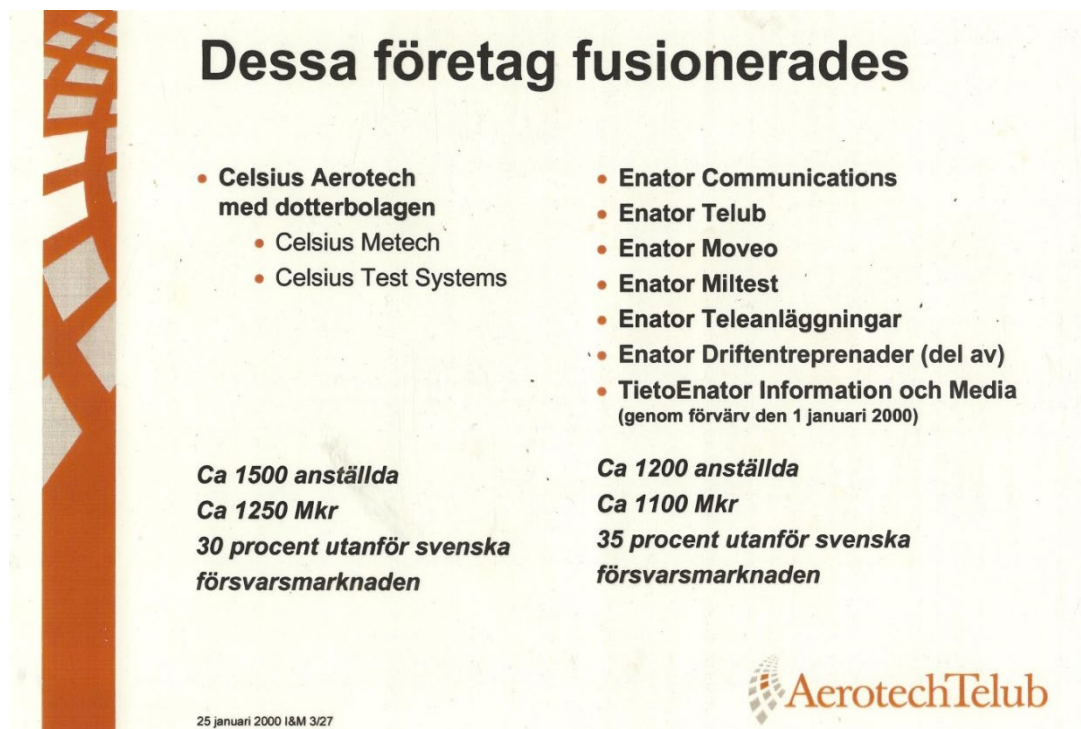 Dessa företag fusionerades
• Celsius Aerotech
med dotterbolagen
• Celsius Metech
• Celsius Test Systems
Ca 1500 anställda
Ca 1250 Mkr
30 procent utanför svenska
försvarsmarknaden
• Enator Communications
• Enator Telub
• Enator Moveo
• Enator Miltest
• Enator Teleanläggningar
• Enator Driftentreprenader (del av)
• TietoEnator Information och Media
(genom förvärv den 1 januari 2000)
Ca 1200 anställda
Ca 1100 Mkr
35 procent utanför svenska
försvarsmarknaden
25 januari 2000 I&M 3/27
AerotechTelub